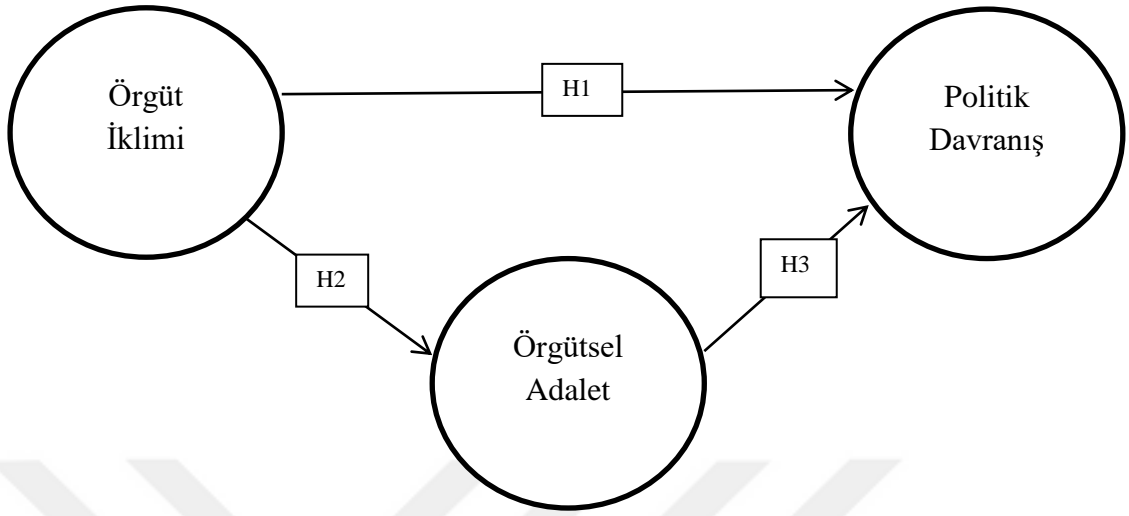 Örgüt
İklimi
H1
Politik
Davranış
H2
H3
Örgütsel
Adalet